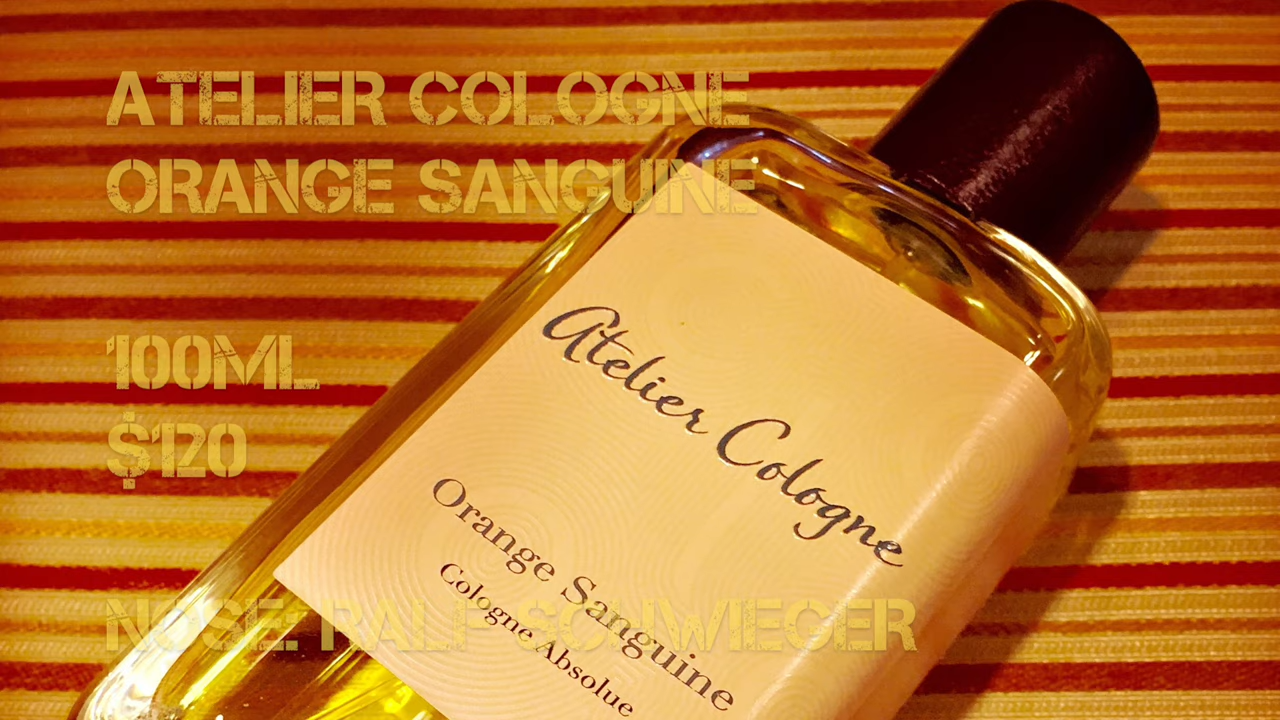 ATELIER COLOGNE
ORANGE SANGUINE
100ML
$120
NOSE: RALF SCHWIEGER
Atelier Cologne
Orange Sanguine
Cologne Absolue